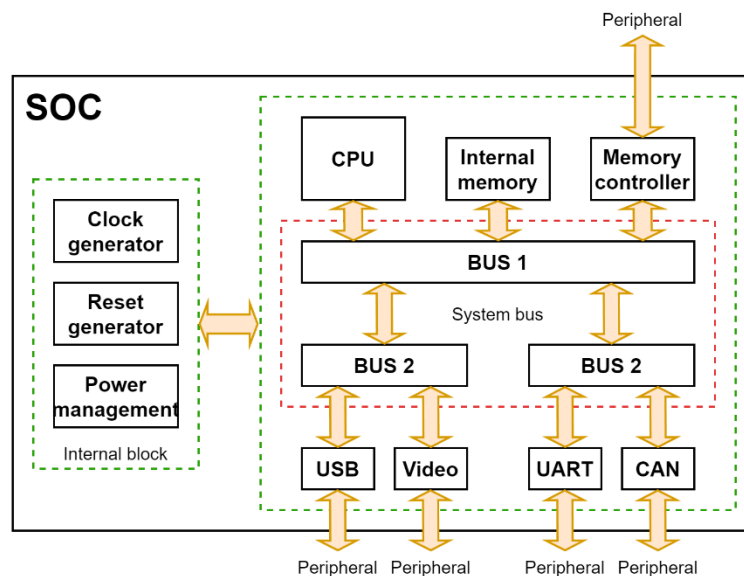 Peripheral
SOC
CPU
Internal
memory
Memory
controller
Clock
generator
Reset
generator
Power
management
Internal block
BUS 1
System bus
BUS 2
BUS 2
USB
Video
UART
CAN
Peripheral
Peripheral
Peripheral
Peripheral